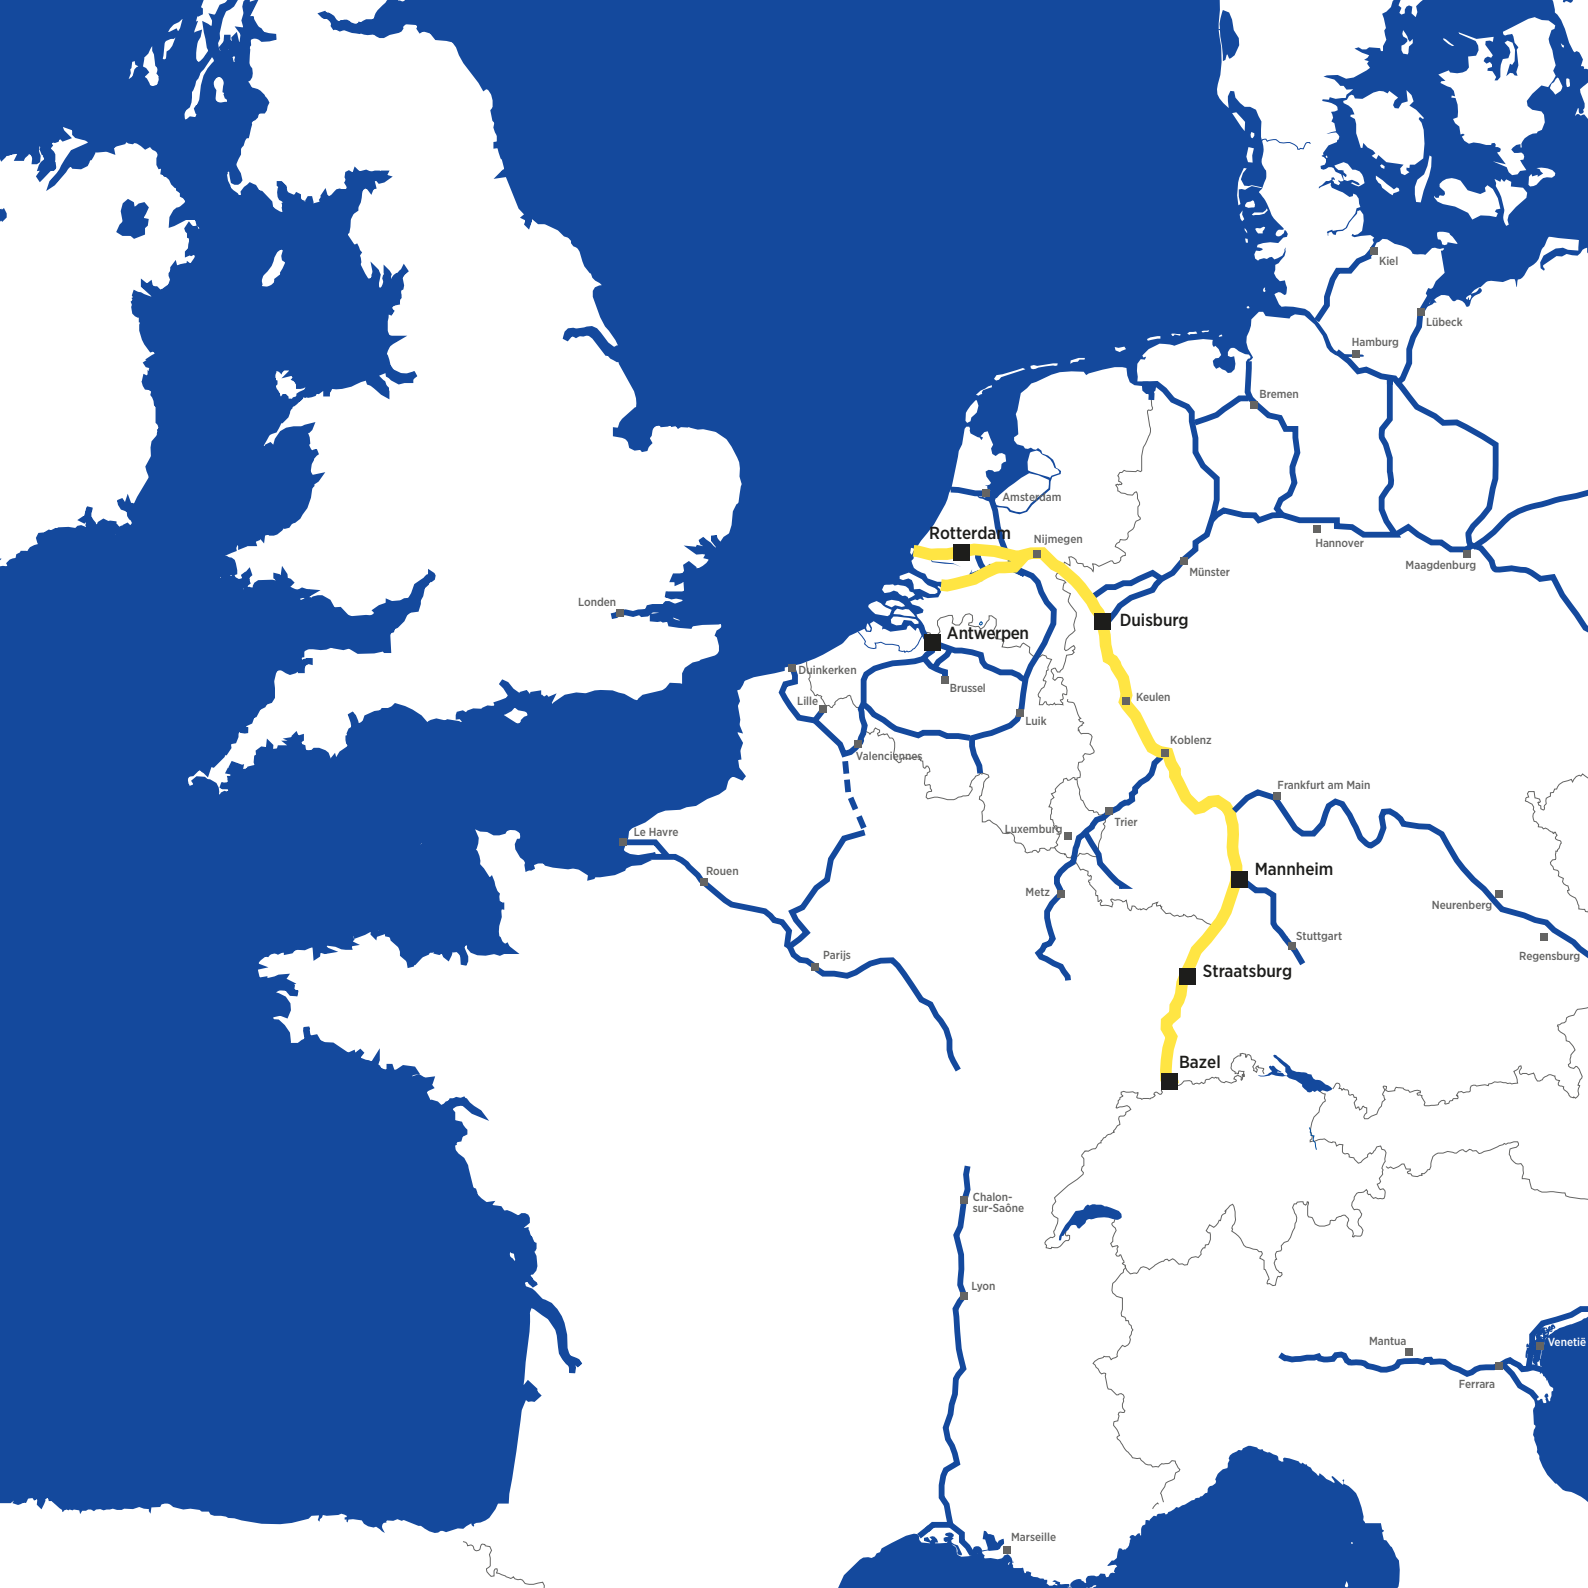 Kiel
Lübeck
Hamburg
Bremen
Amsterdam
Rotterdam
Nijmegen
Hannover
Maagdenburg
Münster
Londen
Duisburg
Antwerpen
Duinkerken
Brussel
Keulen
Lille
Luik
Koblenz
Valenciennes
Frankfurt am Main
Trier
Luxemburg
Le Havre
Rouen
Mannheim
Metz
Neurenberg
Stuttgart
Regensburg
Parijs
Straatsburg
Bazel
Chalon-
sur-Saône
Lyon
Mantua
Venetië
Ferrara
Marseille